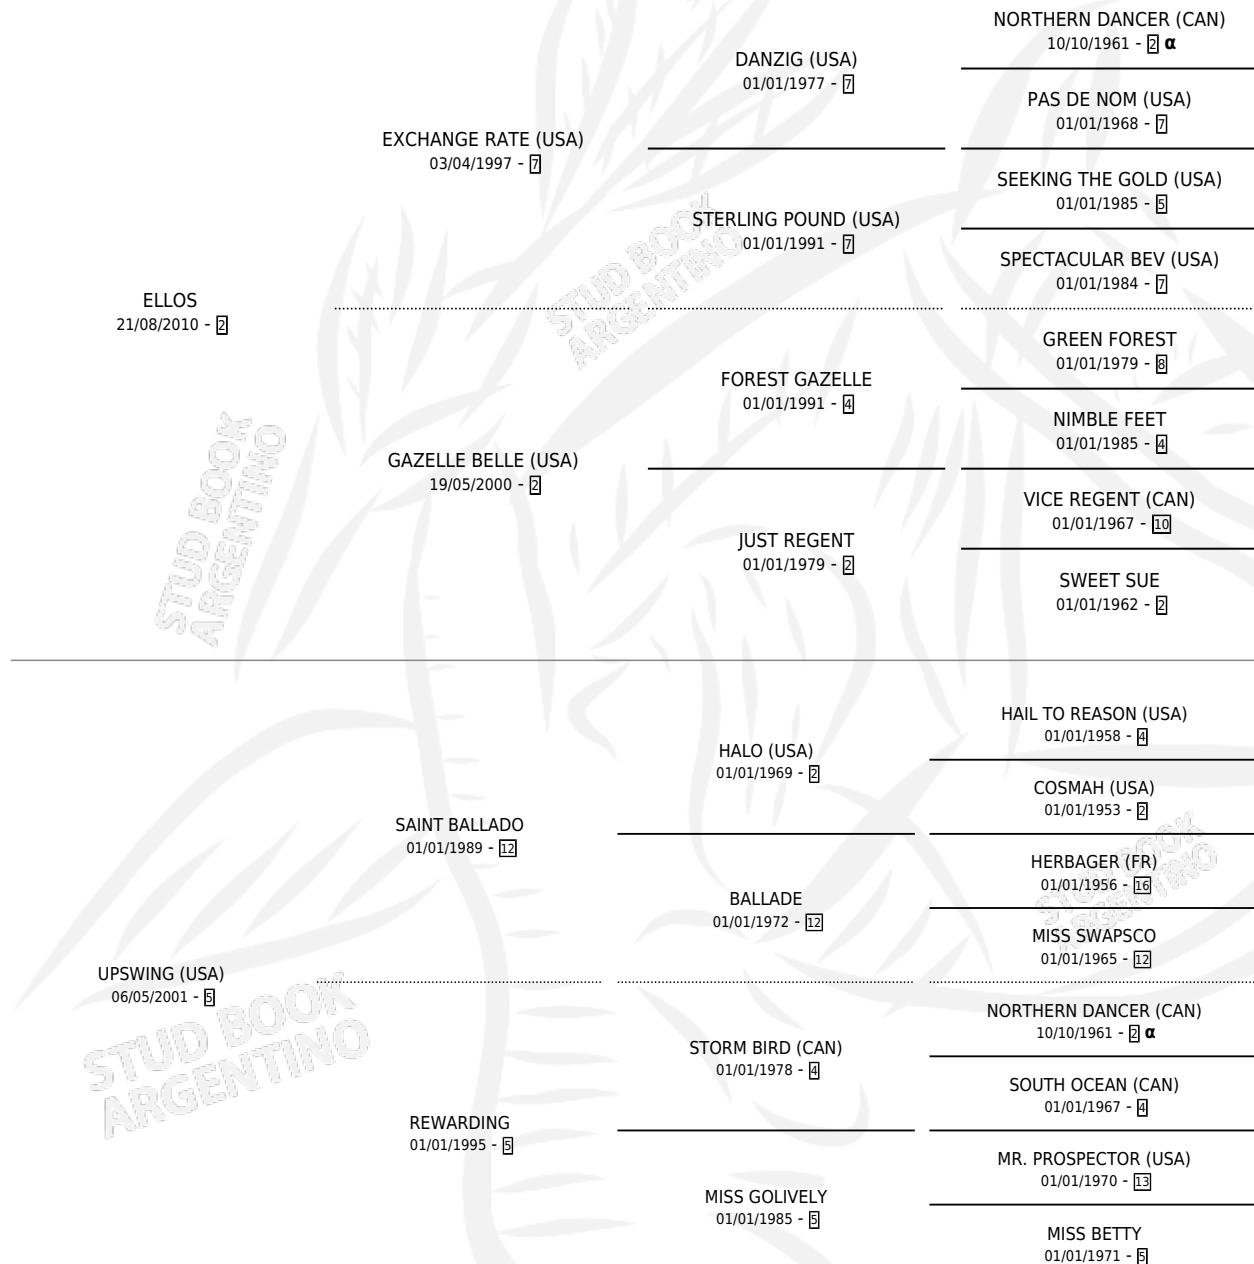 NORTHERN DANCER (CAN)
10/10/1961 - 2 α
DANZIG (USA)
01/01/1977 - 7
PAS DE NOM (USA)
01/01/1968 - 7
EXCHANGE RATE (USA)
03/04/1997 - 7
SEEKING THE GOLD (USA)
01/01/1985 - 5
STERLING POUND (USA)
01/01/1991 - 7
SPECTACULAR BEV (USA)
01/01/1984 - 7
ELLOS
21/08/2010 - 2
GREEN FOREST
01/01/1979 - 8
FOREST GAZELLE
01/01/1991 - 4
NIMBLE FEET
01/01/1985 - 4
GAZELLE BELLE (USA)
19/05/2000 - 2
VICE REGENT (CAN)
01/01/1967 - 10
JUST REGENT
01/01/1979 - 2
SWEET SUE
01/01/1962 - 2
HAIL TO REASON (USA)
01/01/1958 - 4
HALO (USA)
01/01/1969 - 2
COSMAH (USA)
01/01/1953 - 2
SAINT BALLADO
01/01/1989 - 12
HERBAGER (FR)
01/01/1956 - 16
BALLADE
01/01/1972 - 12
MISS SWAPSCO
01/01/1965 - 12
UPSWING (USA)
06/05/2001 - 5
NORTHERN DANCER (CAN)
10/10/1961 - 2 α
STORM BIRD (CAN)
01/01/1978 - 4
SOUTH OCEAN (CAN)
01/01/1967 - 4
REWARDING
01/01/1995 - 5
MR. PROSPECTOR (USA)
01/01/1970 - 13
MISS GOLIVELY
01/01/1985 - 5
MISS BETTY
01/01/1971 - 5
STUD BOOK
ARGENTINO
STUD BOOK
ARGENTINO
STUD BOOK
ARGENTINO
STUD BOOK
ARGENTINO